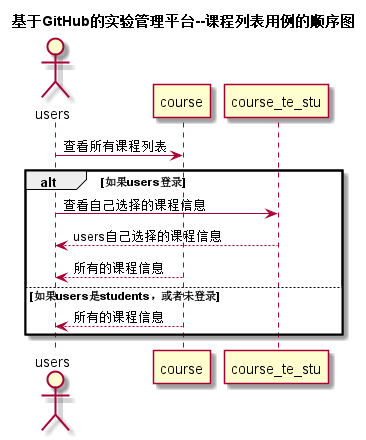 基于GitHub的实验管理平台--课程列表用例的顺序图
users
course
course_te_stu
查看所有课程列表
alt [如果users登录]
查看自己选择的课程信息
users自己选择的课程信息
所有的课程信息
[如果users是students，或者未登录]
所有的课程信息
users
course
course_te_stu